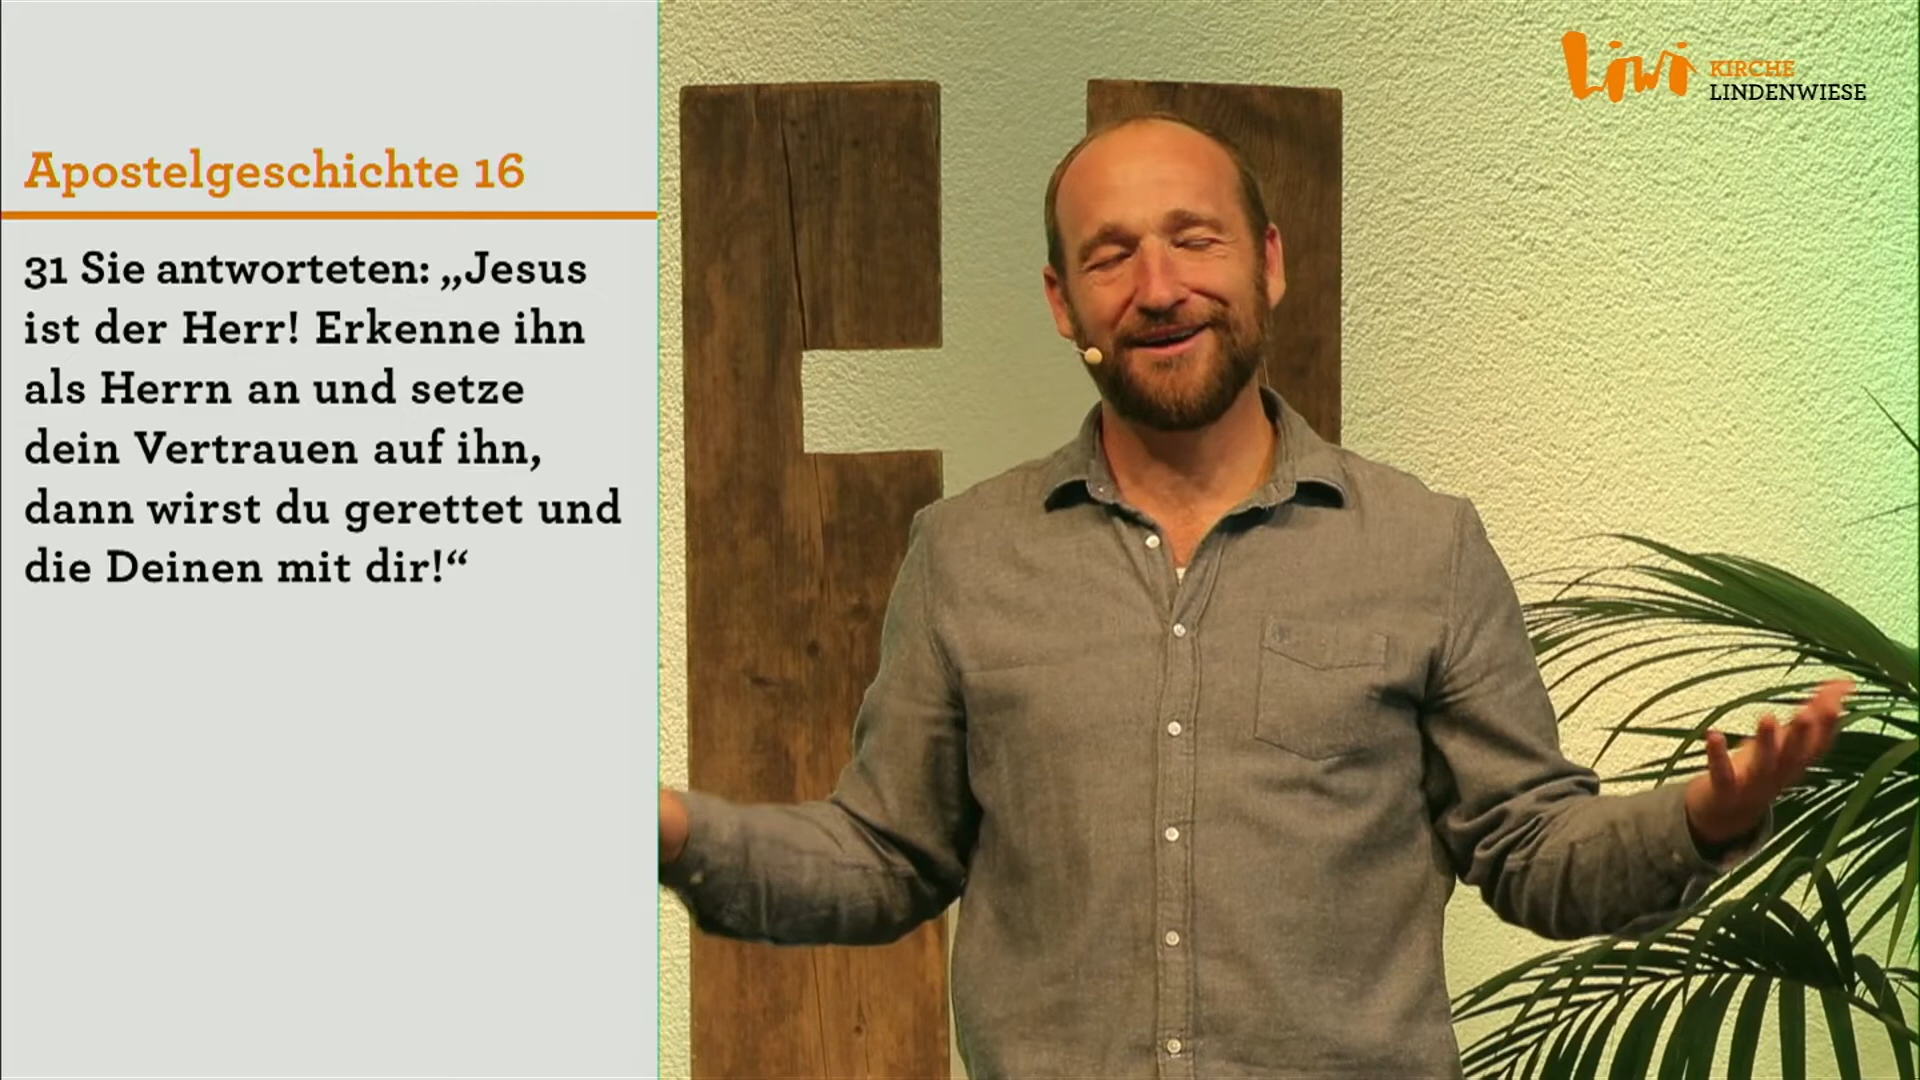 Apostelgeschichte 16
31 Sie antworteten: „Jesus
ist der Herr! Erkenne ihn
als Herrn an und setze
dein Vertrauen auf ihn,
dann wirst du gerettet und
die Deinen mit dir!“
Liwi
KIRCHE
LINDENWIESE